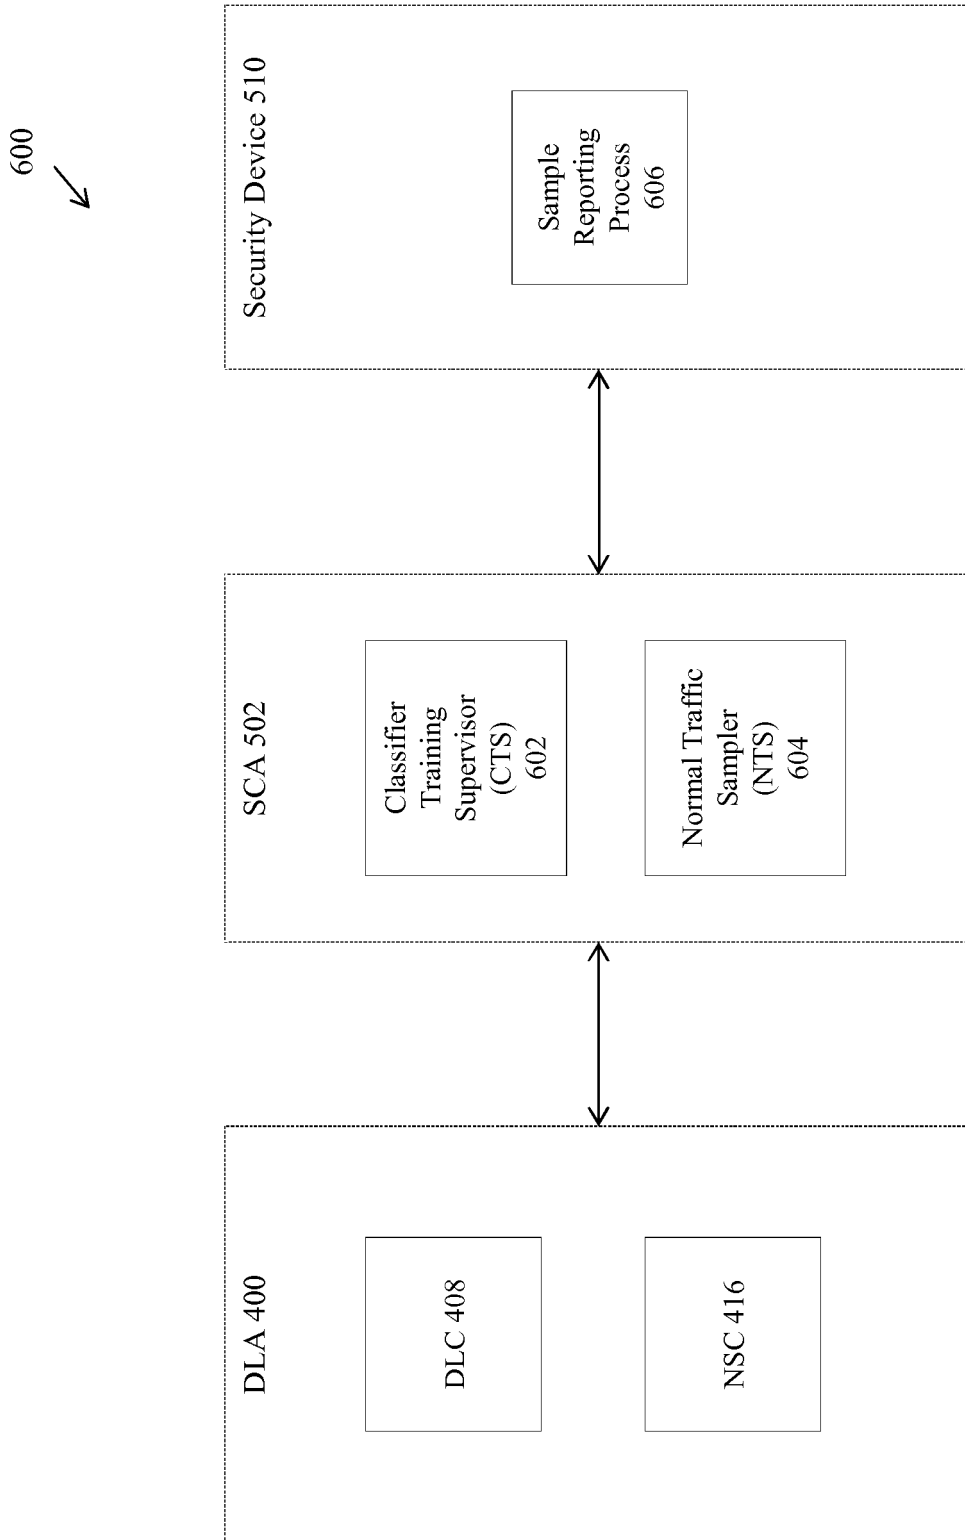 600
DLA 400
DLC 408
NSC 416
SCA 502
Classifier
Training
Supervisor
(CTS)
602
Normal Traffic
Sampler
(NTS)
604
Security Device 510
Sample
Reporting
Process
606